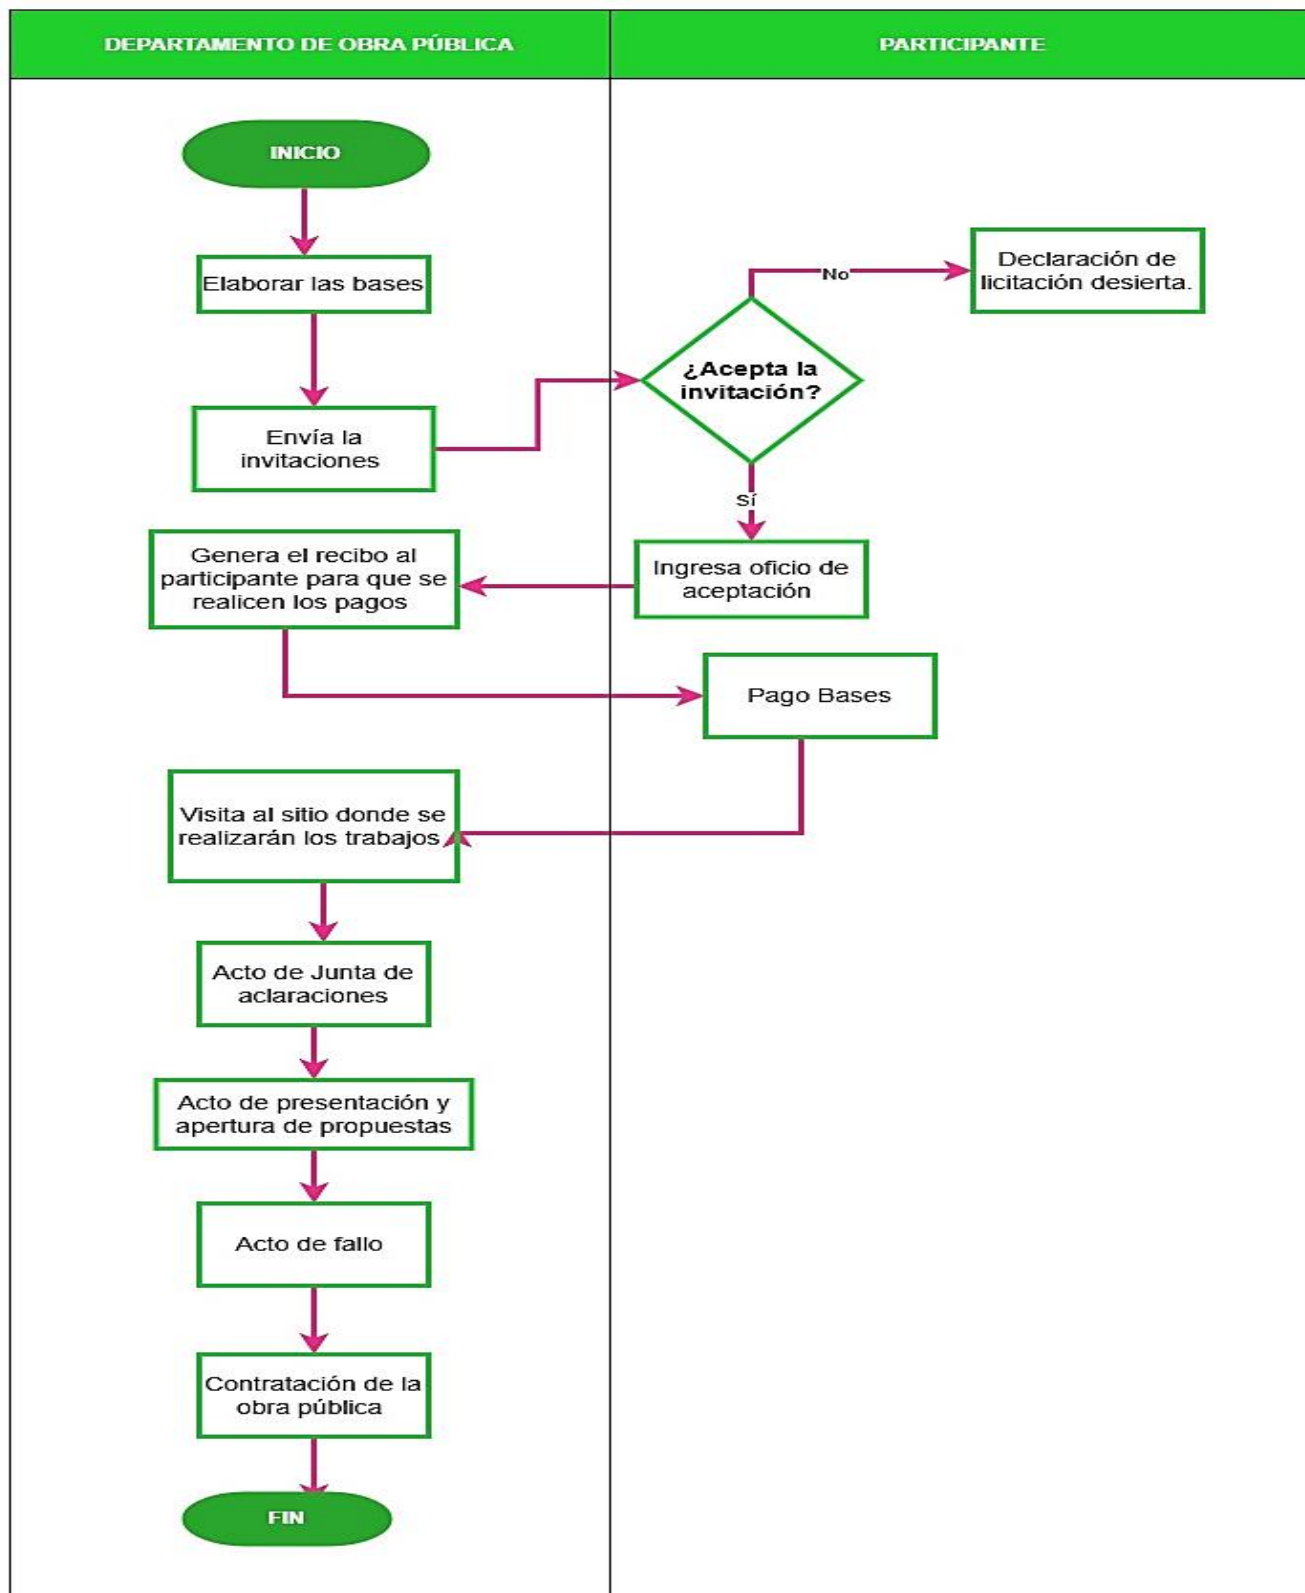 DEPARTAMENTO DE OBRA PÚBLICA
PARTICIPANTE
INICIO
Elaborar las bases
Envía la
invitaciones
¿Acepta la
invitación?
No
Declaración de
licitación desierta.
Sí
Ingresa oficio de
aceptación
Genera el recibo al
participante para que se
realicen los pagos
Pago Bases
Visita al sitio donde se
realizarán los trabajos
Acto de Junta de
aclaraciones
Acto de presentación y
apertura de propuestas
Acto de fallo
Contratación de la
obra pública
FIN